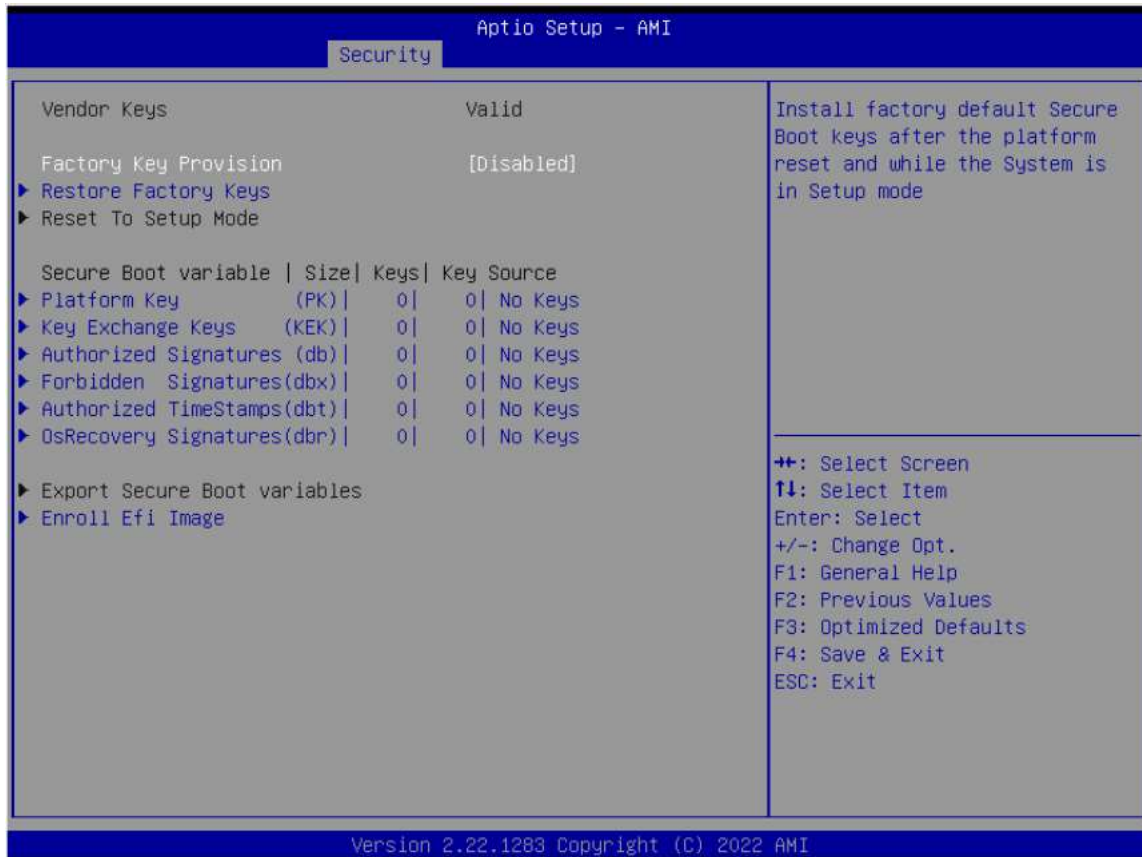 Aptio Setup - AMI
Security
Vendor Keys Valid
Factory Key Provision [Disabled]
Restore Factory Keys
Reset To Setup Mode
Secure Boot variable | Size| Keys| Key Source
Platform Key (PK)| 0| 0| No Keys
Key Exchange Keys (KEK)| 0| 0| No Keys
Authorized Signatures (db)| 0| 0| No Keys
Forbidden Signatures(dbx)| 0| 0| No Keys
Authorized TimeStamps(dbt)| 0| 0| No Keys
OsRecovery Signatures(dbr)| 0| 0| No Keys
Export Secure Boot variables
Enroll Efi Image
Install factory default Secure
Boot keys after the platform
reset and while the System is
in Setup mode
→←: Select Screen
↑↓: Select Item
Enter: Select
+/-: Change Opt.
F1: General Help
F2: Previous Values
F3: Optimized Defaults
F4: Save & Exit
ESC: Exit
Version 2.22.1283 Copyright (C) 2022 AMI